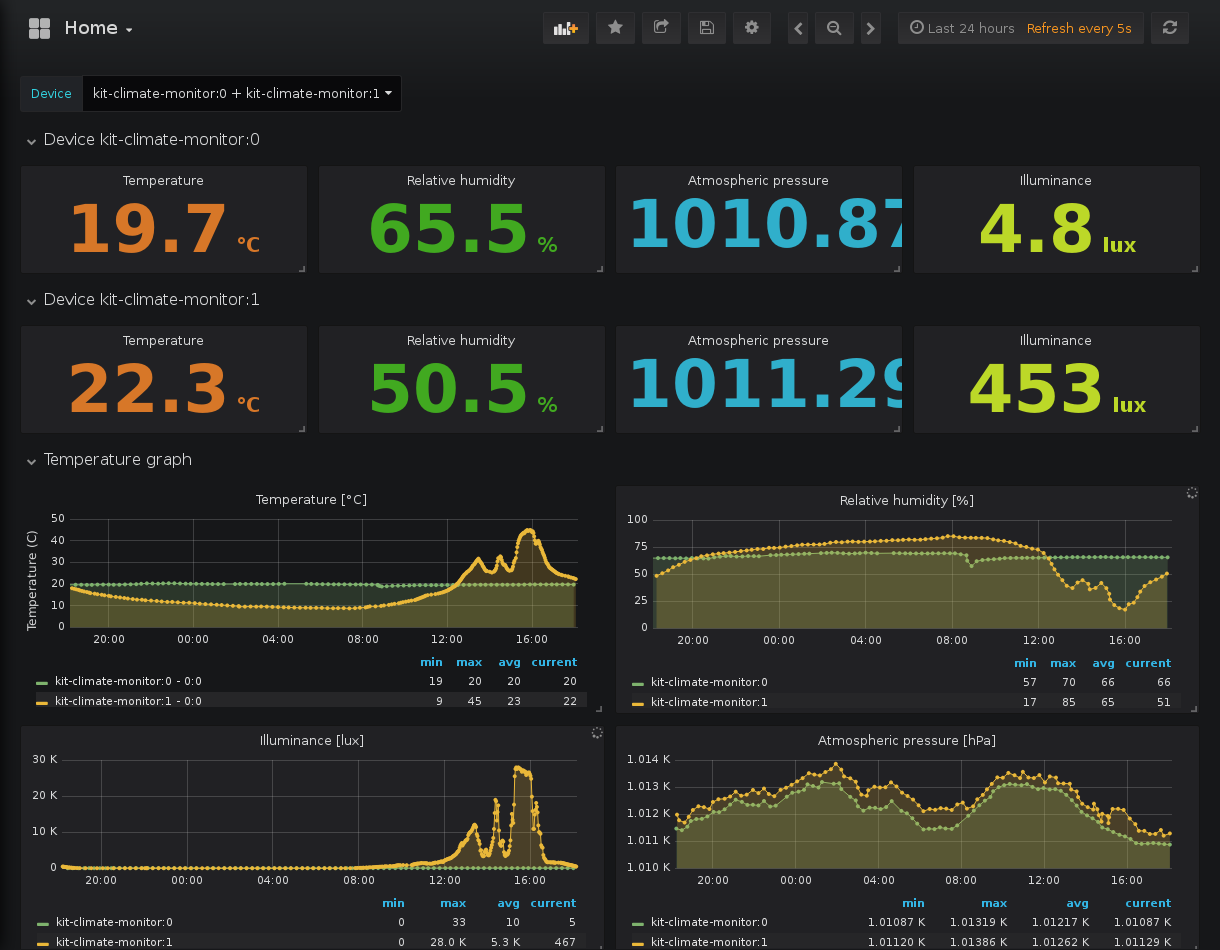 Home
Last 24 hours Refresh every 5s
Device kit-climate-monitor:0 + kit-climate-monitor:1
Device kit-climate-monitor:0
Temperature Relative humidity Atmospheric pressure Illuminance
19.7 °C 65.5 % 1010.87 4.8 lux
Device kit-climate-monitor:1
Temperature Relative humidity Atmospheric pressure Illuminance
22.3 °C 50.5 % 1011.29 453 lux
Temperature graph
Temperature [°C]
Temperature (C)
50
40
30
20
10
0
20:00 00:00 04:00 08:00 12:00 16:00
min max avg current
kit-climate-monitor:0 - 0:0 19 20 20 20
kit-climate-monitor:1 - 0:0 9 45 23 22
Relative humidity [%]
100
75
50
25
0
20:00 00:00 04:00 08:00 12:00 16:00
min max avg current
kit-climate-monitor:0 57 70 66 66
kit-climate-monitor:1 17 85 65 51
Illuminance [lux]
30 K
20 K
10 K
0
20:00 00:00 04:00 08:00 12:00 16:00
min max avg current
kit-climate-monitor:0 0 33 10 5
kit-climate-monitor:1 0 28.0 K 5.3 K 467
Atmospheric pressure [hPa]
1.014 K
1.013 K
1.012 K
1.011 K
1.010 K
20:00 00:00 04:00 08:00 12:00 16:00
min max avg current
kit-climate-monitor:0 1.01087 K 1.01319 K 1.01217 K 1.01087 K
kit-climate-monitor:1 1.01120 K 1.01386 K 1.01262 K 1.01129 K